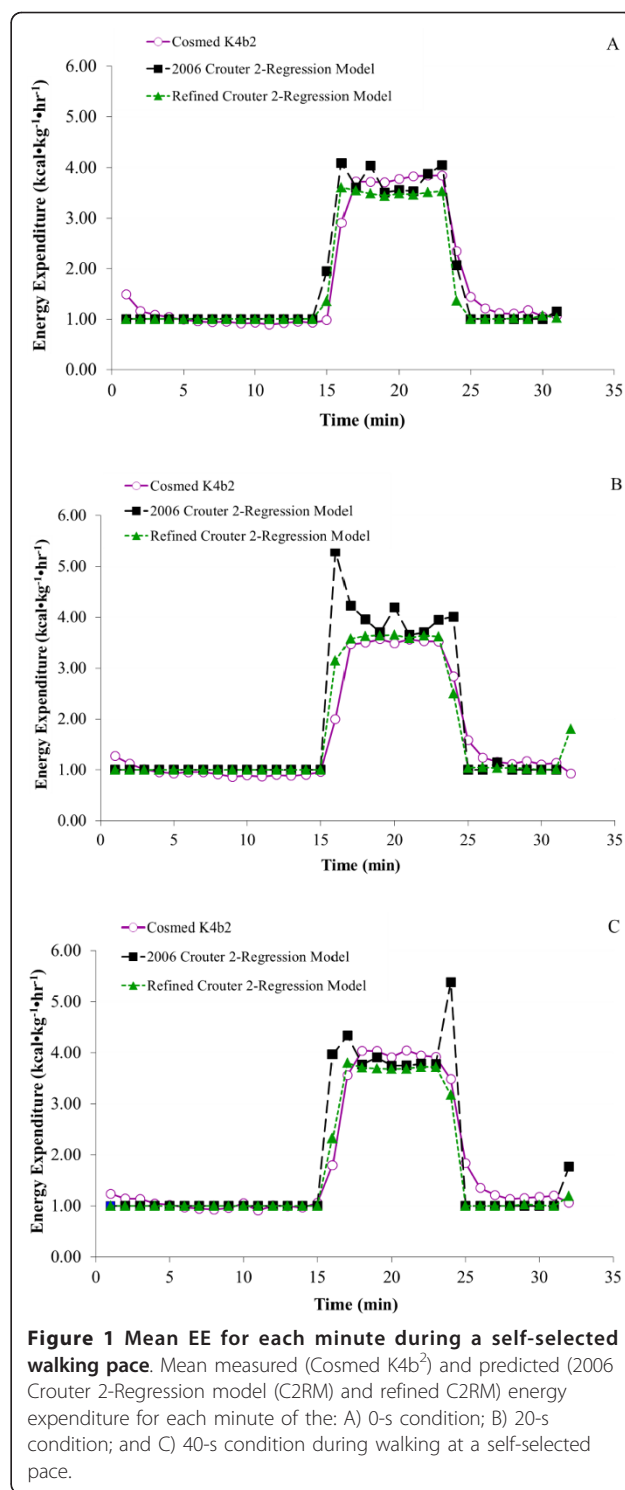 A
Cosmed K4b2
2006 Crouter 2-Regression Model
Refined Crouter 2-Regression Model
Energy Expenditure (kcal•kg⁻¹•hr⁻¹)
6.00
5.00
4.00
3.00
2.00
1.00
0.00
0 5 10 15 20 25 30 35
Time (min)
B
Cosmed K4b2
2006 Crouter 2-Regression Model
Refined Crouter 2-Regression Model
Energy Expenditure (kcal•kg⁻¹•hr⁻¹)
6.00
5.00
4.00
3.00
2.00
1.00
0.00
0 5 10 15 20 25 30 35
Time (min)
C
Cosmed K4b2
2006 Crouter 2-Regression Model
Refined Crouter 2-Regression Model
Energy Expenditure (kcal•kg⁻¹•hr⁻¹)
6.00
5.00
4.00
3.00
2.00
1.00
0.00
0 5 10 15 20 25 30 35
Time (min)
Figure 1 Mean EE for each minute during a self-selected
walking pace. Mean measured (Cosmed K4b²) and predicted (2006
Crouter 2-Regression model (C2RM) and refined C2RM) energy
expenditure for each minute of the: A) 0-s condition; B) 20-s
condition; and C) 40-s condition during walking at a self-selected
pace.